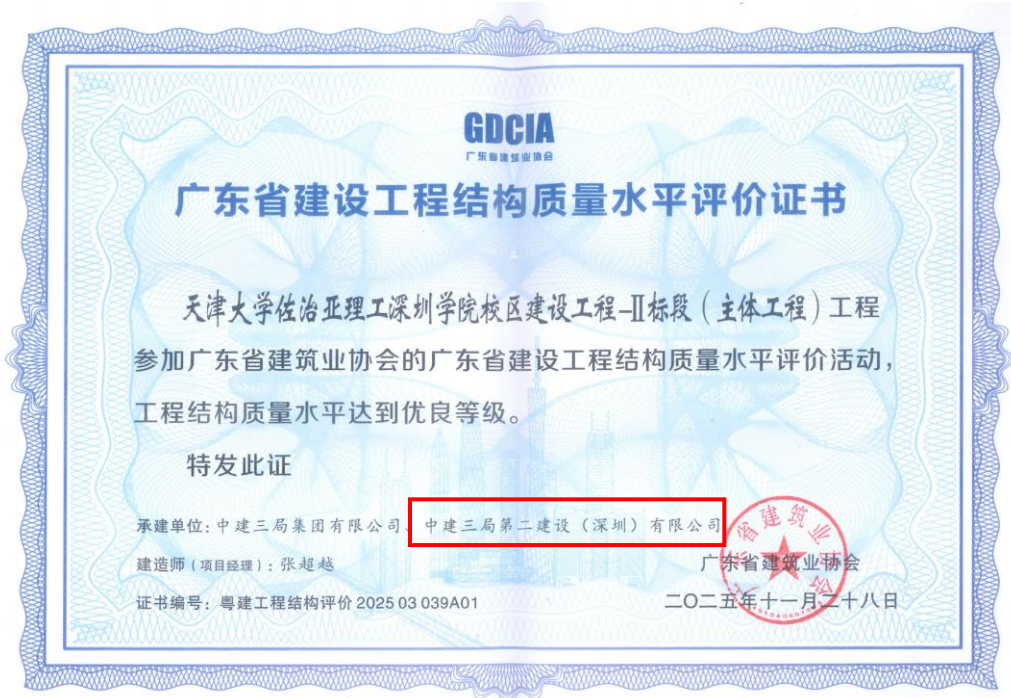 GDCIA
广东省建筑业协会
广东省建设工程结构质量水平评价证书
天津大学佐治亚理工深圳学院校区建设工程-II标段（主体工程）工程
参加广东省建筑业协会的广东省建设工程结构质量水平评价活动，
工程结构质量水平达到优良等级。
特发此证
承建单位：中建三局集团有限公司、中建三局第二建设（深圳）有限公司
建造师（项目经理）：张超越
广东省建筑业协会
证书编号：粤建工程结构评价 2025 03 039A01
二〇二五年十一月二十八日
广东省建筑业协会